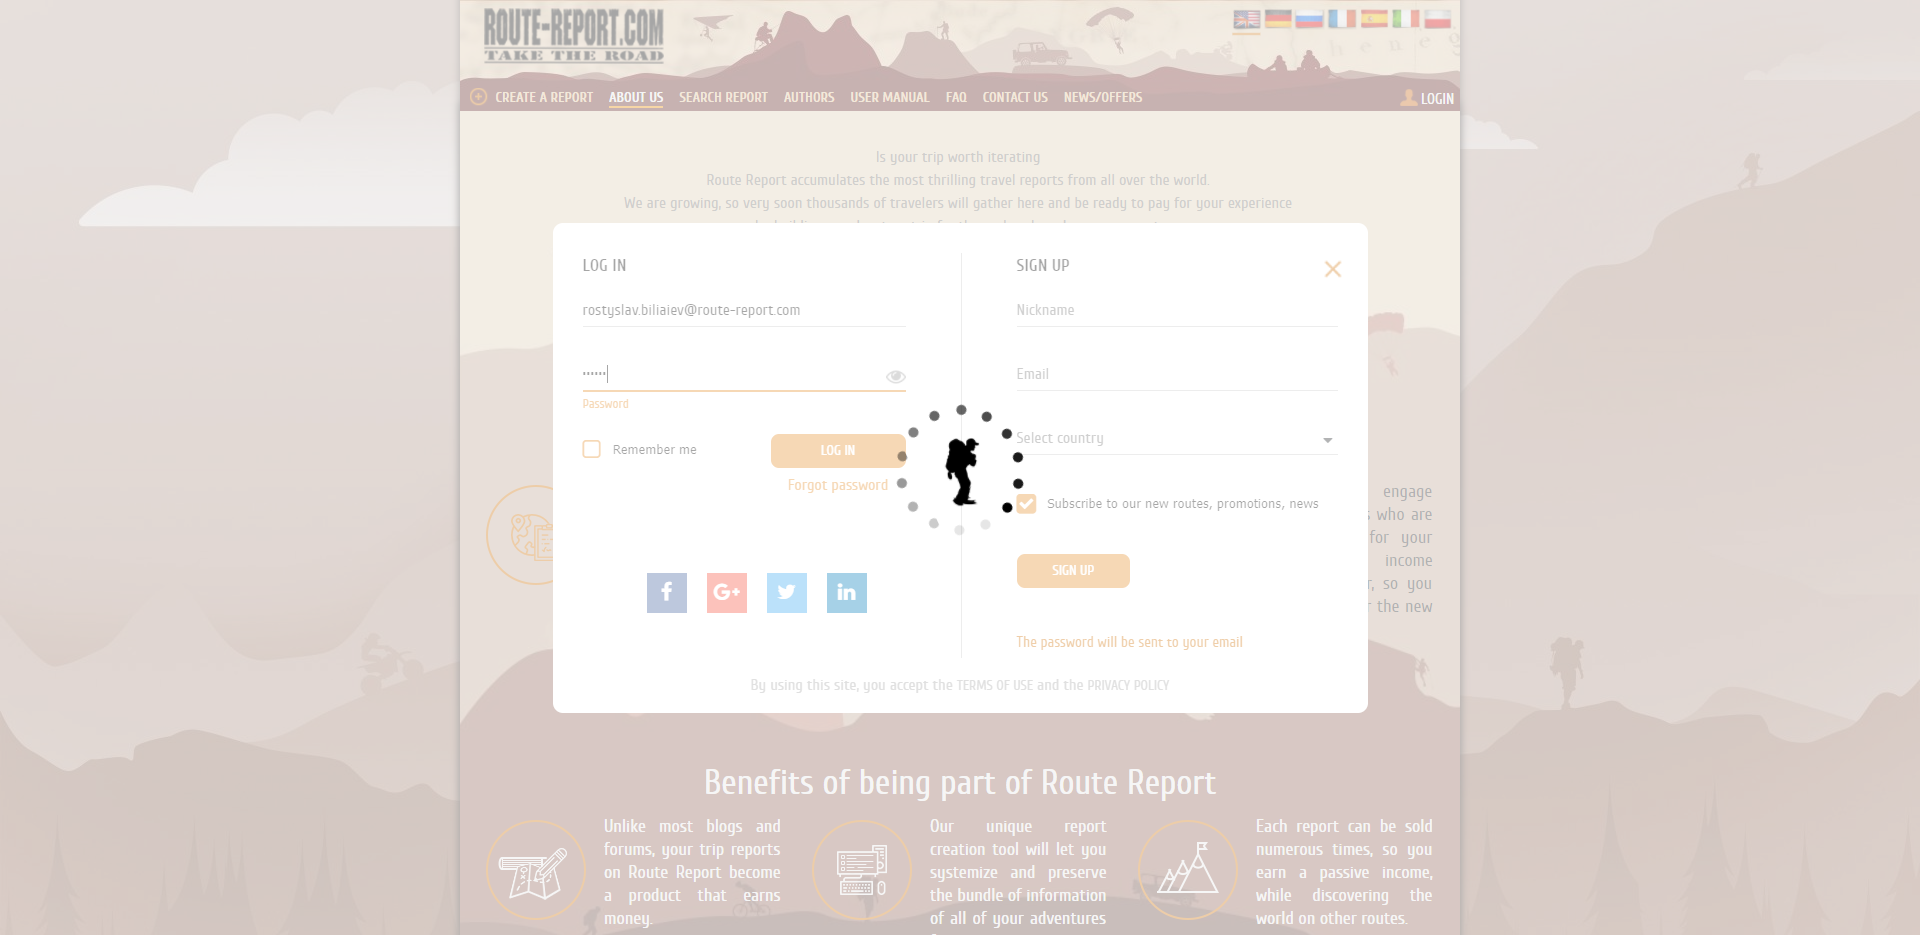 ROUTE-REPORT.COM
TAKE THE ROAD
CREATE A REPORT ABOUT US SEARCH REPORT AUTHORS USER MANUAL FAQ CONTACT US NEWS/OFFERS LOGIN
Is your trip worth iterating
Route Report accumulates the most thrilling travel reports from all over the world.
We are growing, so very soon thousands of travelers will gather here and be ready to pay for your experience
LOG IN
rostyslav.biliaiev@route-report.com
Password
Remember me
LOG IN
Forgot password
SIGN UP
Nickname
Email
Select country
Subscribe to our new routes, promotions, news
SIGN UP
The password will be sent to your email
By using this site, you accept the TERMS OF USE and the PRIVACY POLICY
engage
who are
for your
income
so you
the new
Benefits of being part of Route Report
Unlike most blogs and
forums, your trip reports
on Route Report become
a product that earns
money.
Our unique report
creation tool will let you
systemize and preserve
the bundle of information
of all of your adventures
Each report can be sold
numerous times, so you
earn a passive income,
while discovering the
world on other routes.